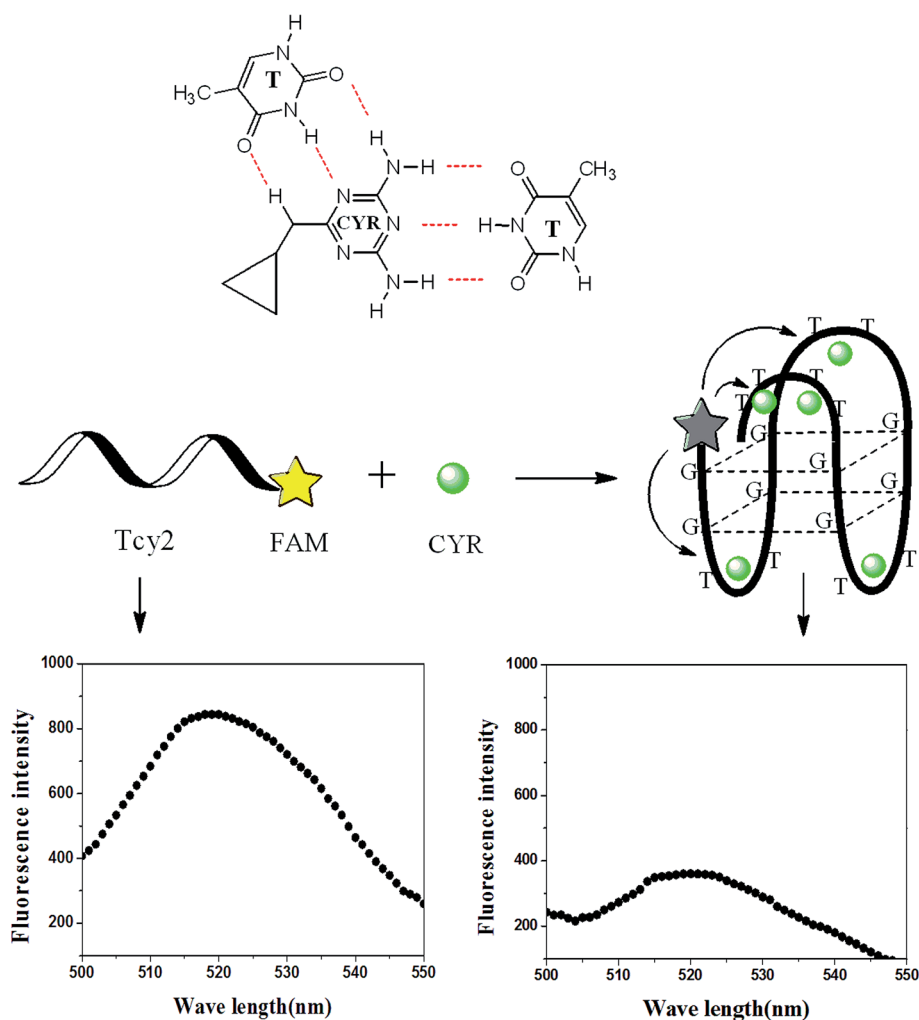 H
N
O
T
H3C
N
H
O
H
N
H
H
N
CYR
N
N
N
H
H
O
CH3
H
N
T
O
N
H
T T
T T
T T
G G
G G
G G
G G
T T T T
Tcy2 FAM + CYR
1000
800
600
400
200
500 510 520 530 540 550
Fluorescence intensity
Wave length(nm)
1000
800
600
400
200
500 510 520 530 540 550
Fluorescence intensity
Wave length(nm)